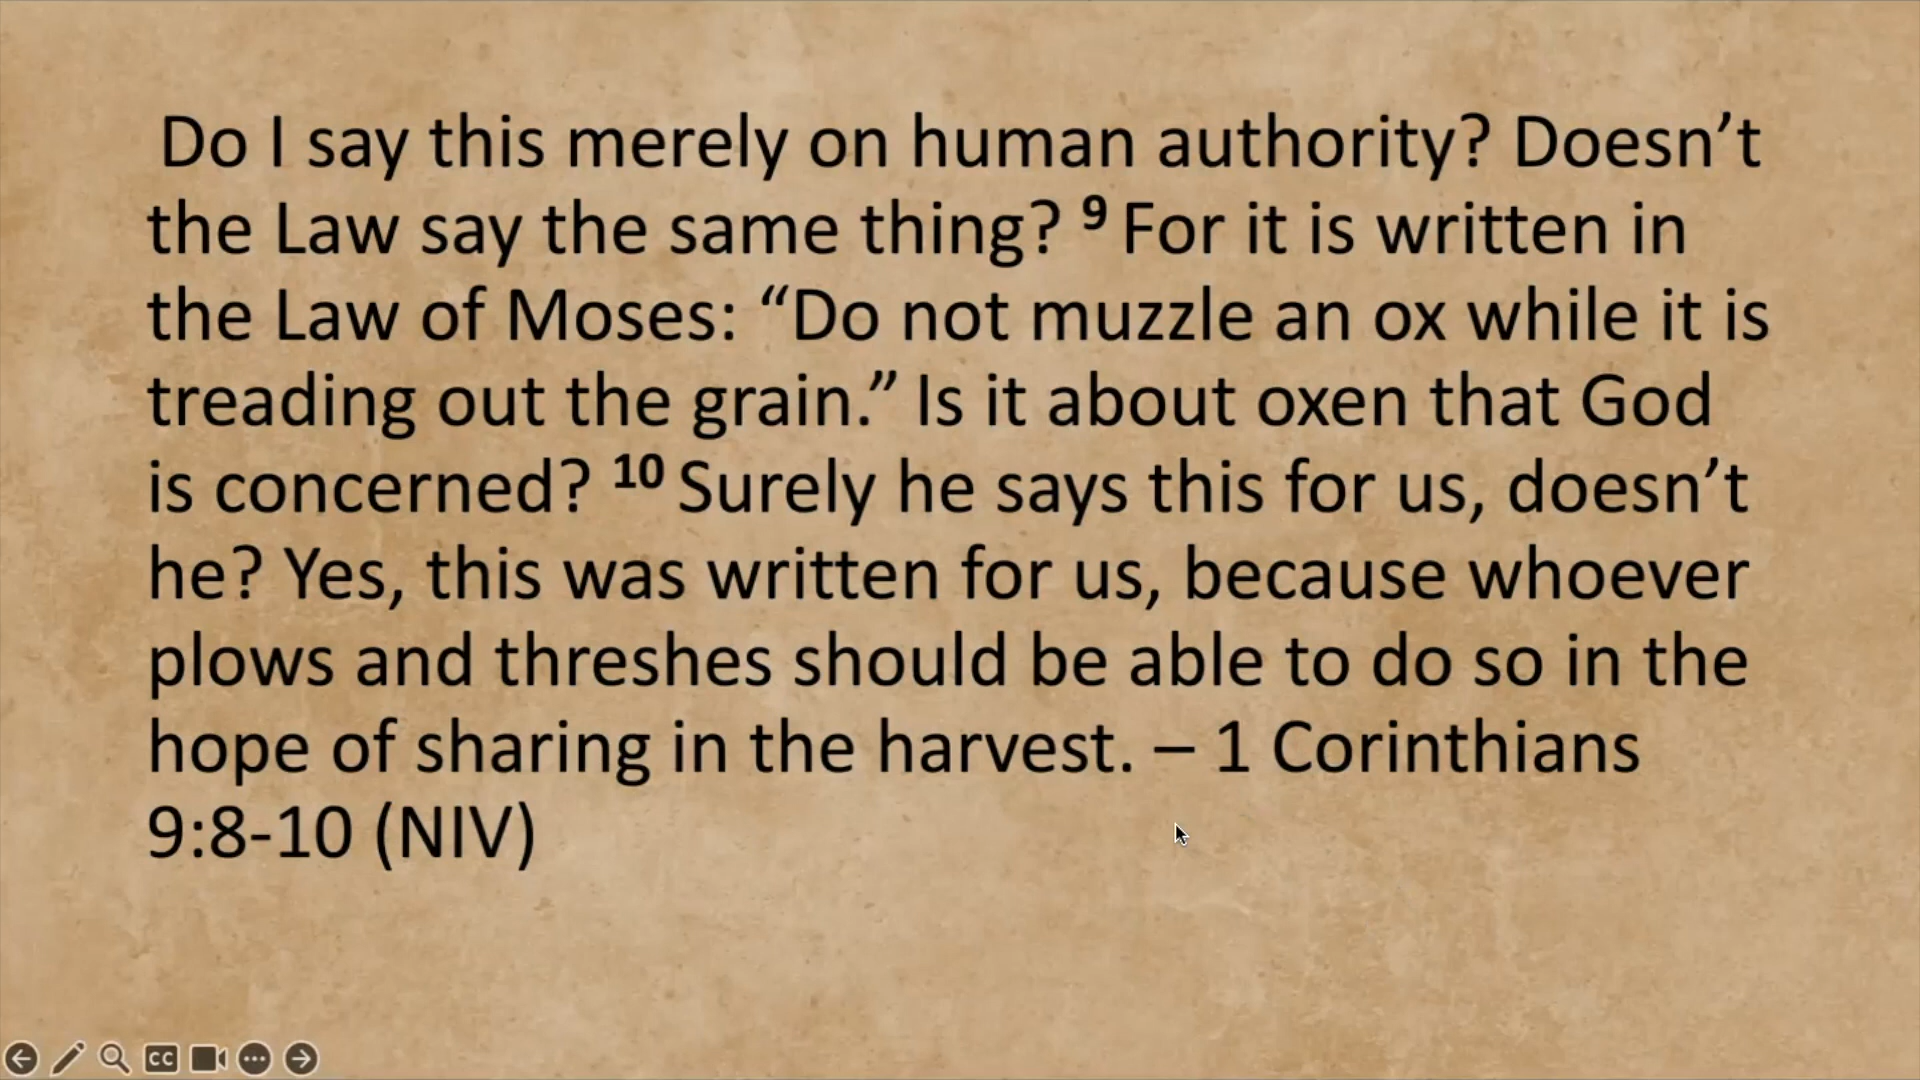 Do I say this merely on human authority? Doesn’t
the Law say the same thing? 9 For it is written in
the Law of Moses: “Do not muzzle an ox while it is
treading out the grain.” Is it about oxen that God
is concerned? 10 Surely he says this for us, doesn’t
he? Yes, this was written for us, because whoever
plows and threshes should be able to do so in the
hope of sharing in the harvest. – 1 Corinthians
9:8-10 (NIV)
CC